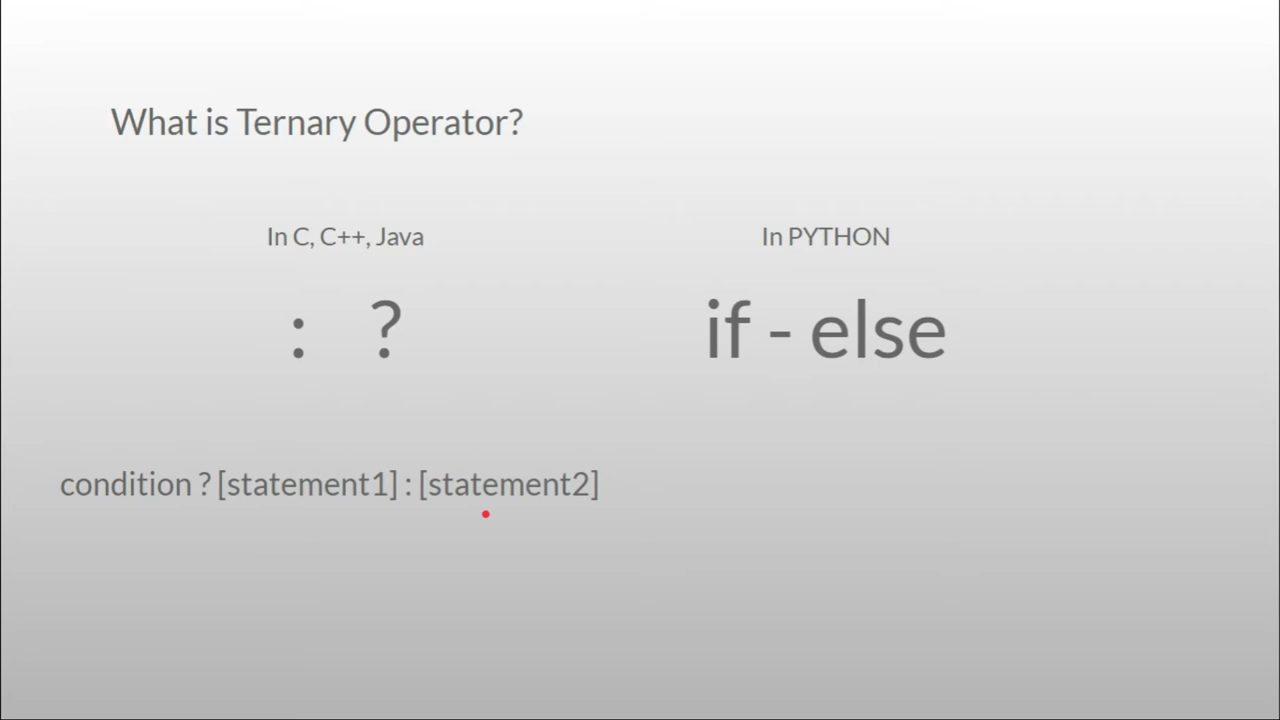 What is Ternary Operator?
In C, C++, Java
: ?
In PYTHON
if - else
condition ? [statement1] : [statement2]